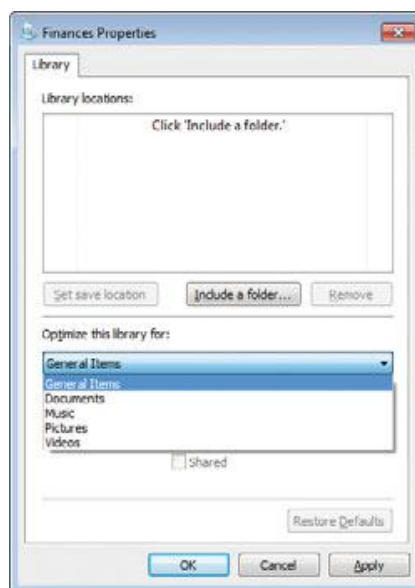 Finances Properties
Library
Library locations:
Click 'Include a folder.'
Set save location Include a folder... Remove
Optimize this library for:
General Items
General Items
Documents
Music
Pictures
Videos
Shared
Restore Defaults
OK Cancel Apply